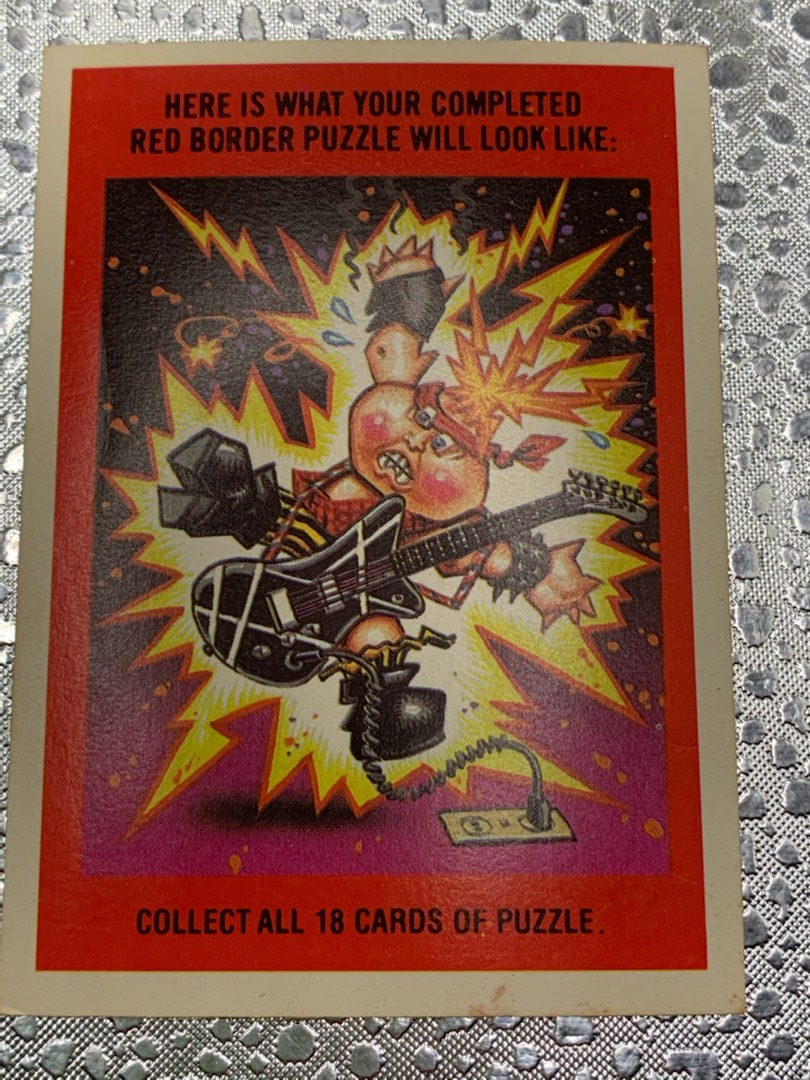 HERE IS WHAT YOUR COMPLETED
RED BORDER PUZZLE WILL LOOK LIKE:
COLLECT ALL 18 CARDS OF PUZZLE.